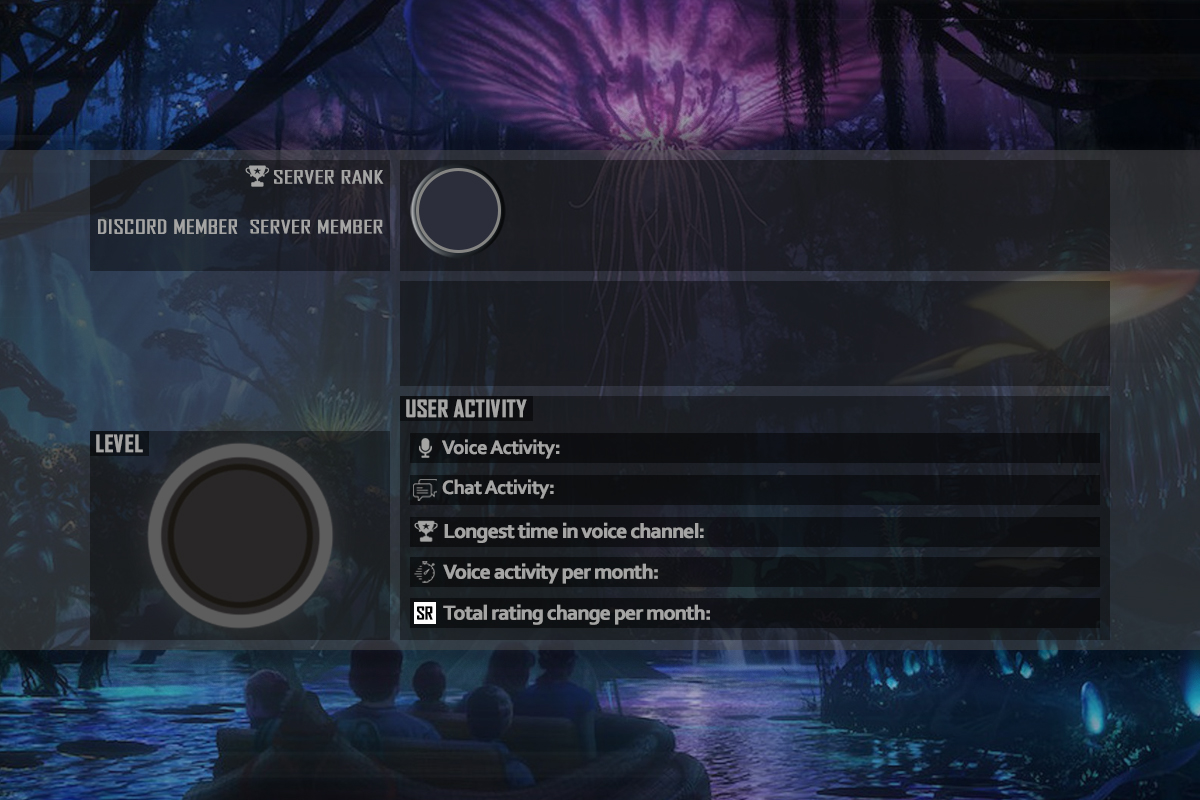 SERVER RANK
DISCORD MEMBER SERVER MEMBER
USER ACTIVITY
LEVEL
Voice Activity:
Chat Activity:
Longest time in voice channel:
Voice activity per month:
SR Total rating change per month: